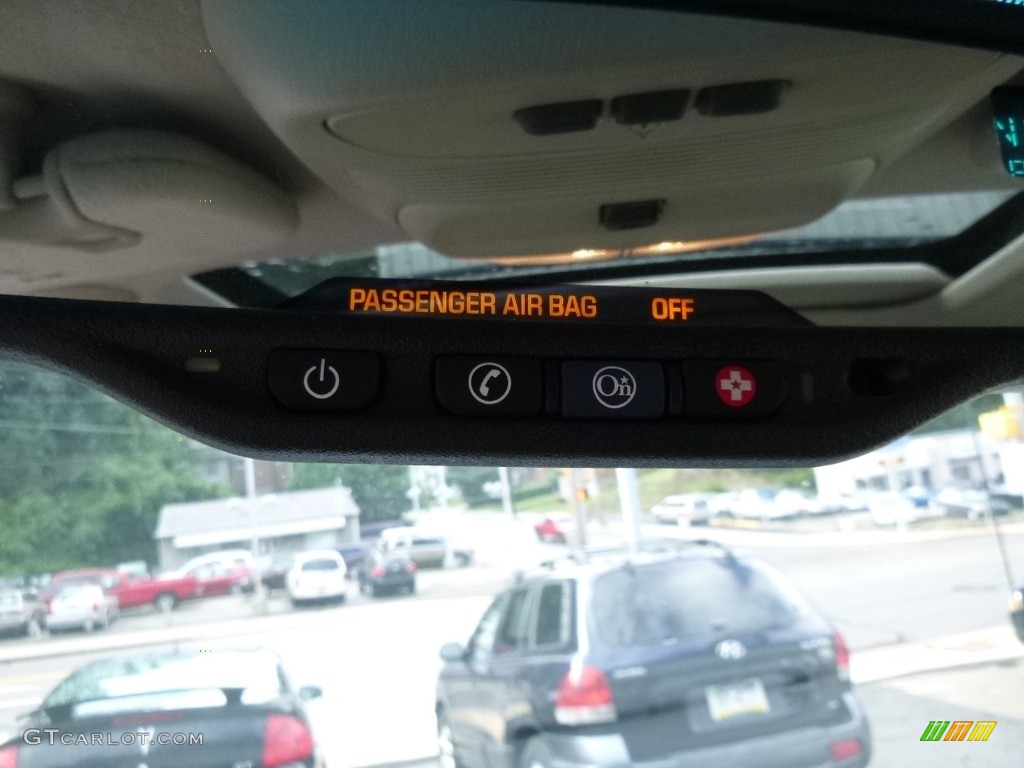 PASSENGER AIR BAG OFF
On
GTCARLOT.COM